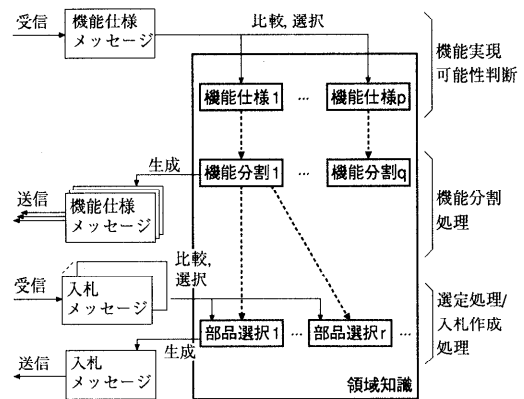 受信
機能仕様
メッセージ
比較, 選択
機能実現
可能性判断
機能仕様1
…
機能仕様p
機能分割1
…
機能分割q
生成
送信
機能仕様
メッセージ
機能分割
処理
比較,
選択
受信
入札
メッセージ
選定処理/
入札作成
処理
部品選択1
…
部品選択r
…
生成
送信
入札
メッセージ
領域知識